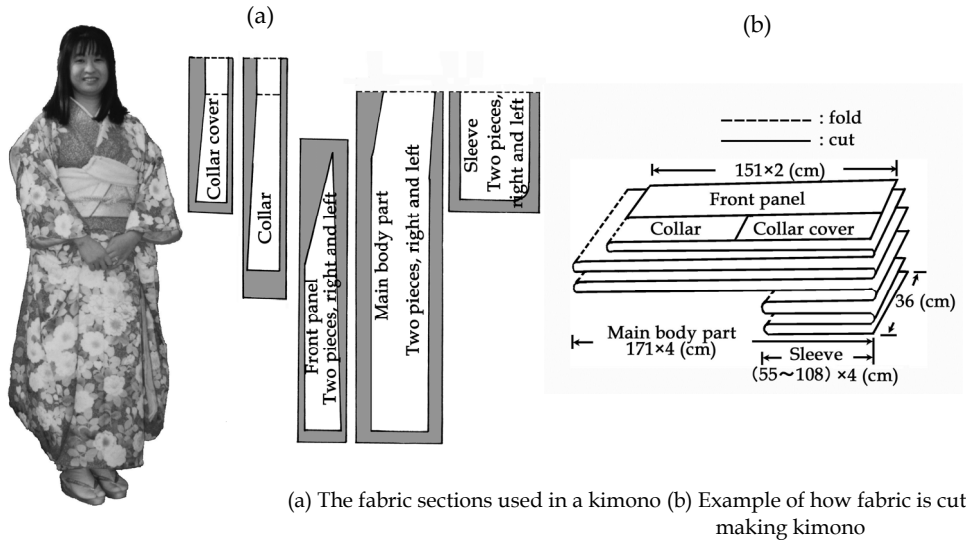 (a)
(b)
Collar cover
Collar
Front panel
Two pieces, right and left
Main body part
Two pieces, right and left
Sleeve
Two pieces,
right and left
: fold
: cut
151×2 (cm)
Front panel
Collar
Collar cover
36 (cm)
Main body part
171×4 (cm)
Sleeve
(55~108) ×4 (cm)
(a) The fabric sections used in a kimono (b) Example of how fabric is cut
making kimono